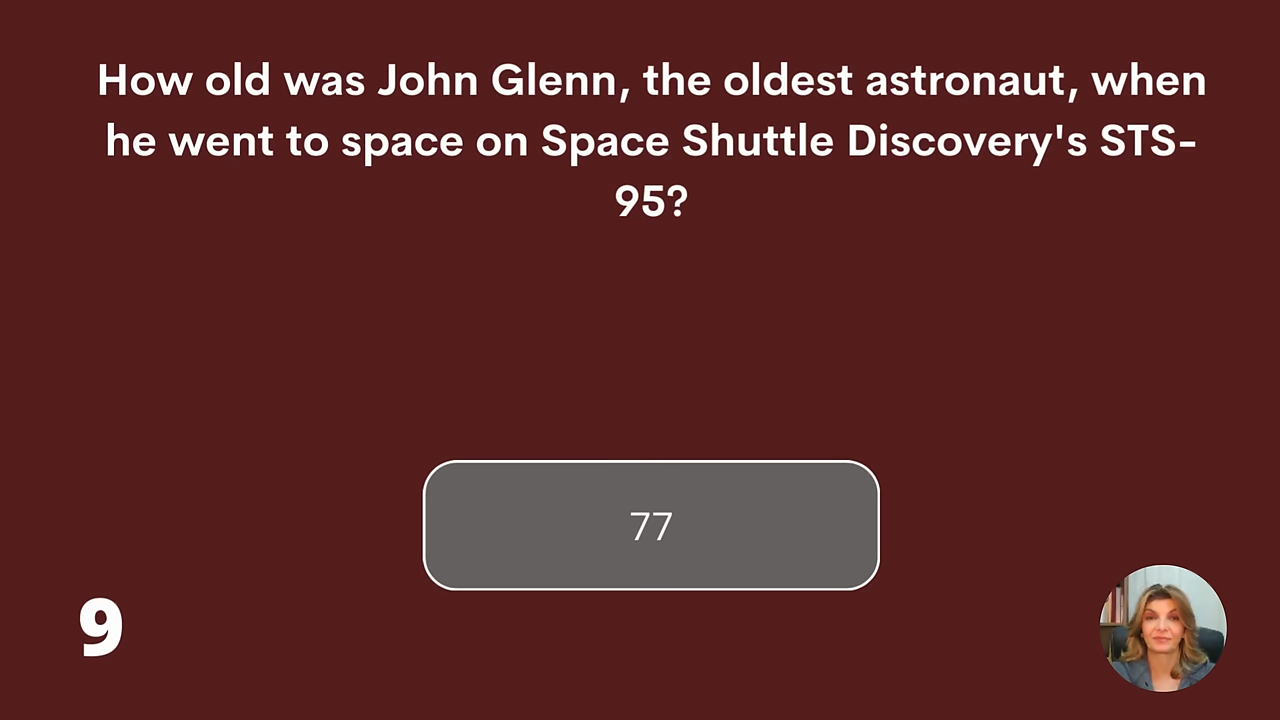 How old was John Glenn, the oldest astronaut, when
he went to space on Space Shuttle Discovery's STS-
95?
77
9